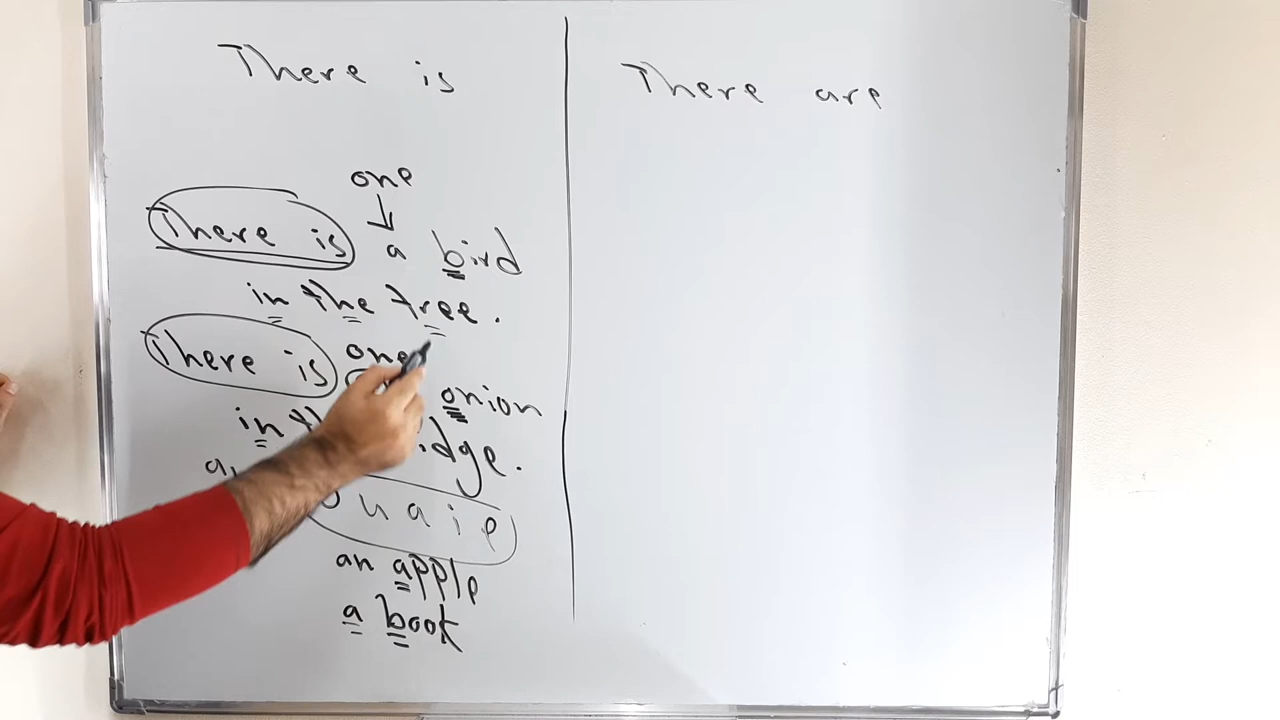 There is
one
There is a bird
in the tree.
There is one
onion
in
o u a i e
an apple
a book
There are